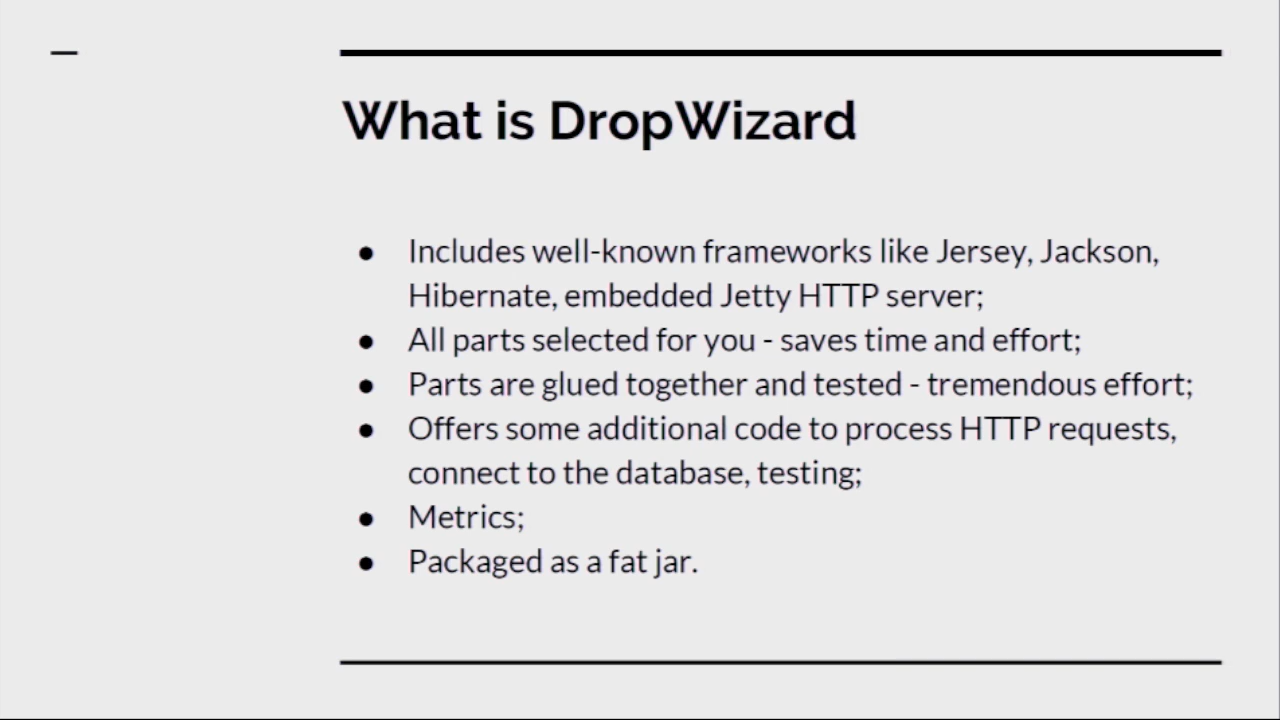 What is DropWizard
● Includes well-known frameworks like Jersey, Jackson,
Hibernate, embedded Jetty HTTP server;
● All parts selected for you - saves time and effort;
● Parts are glued together and tested - tremendous effort;
● Offers some additional code to process HTTP requests,
connect to the database, testing;
● Metrics;
● Packaged as a fat jar.